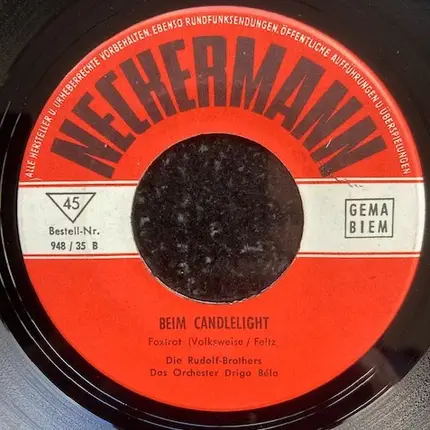 ALLE HERSTELLER U. URHEBERRECHTE VORBEHALTEN. EBENSO RUNDFUNKSENDUNGEN. ÖFFENTLICHE AUFFÜHRUNGEN U. ÜBERSPIELUNGEN
NECKERMANN
45
Bestell-Nr.
948 / 35 B
GEMA
BIEM
BEIM CANDLELIGHT
Foxtrot (Volksweise / Feltz
Die Rudolf-Brothers
Das Orchester Drigo Béla